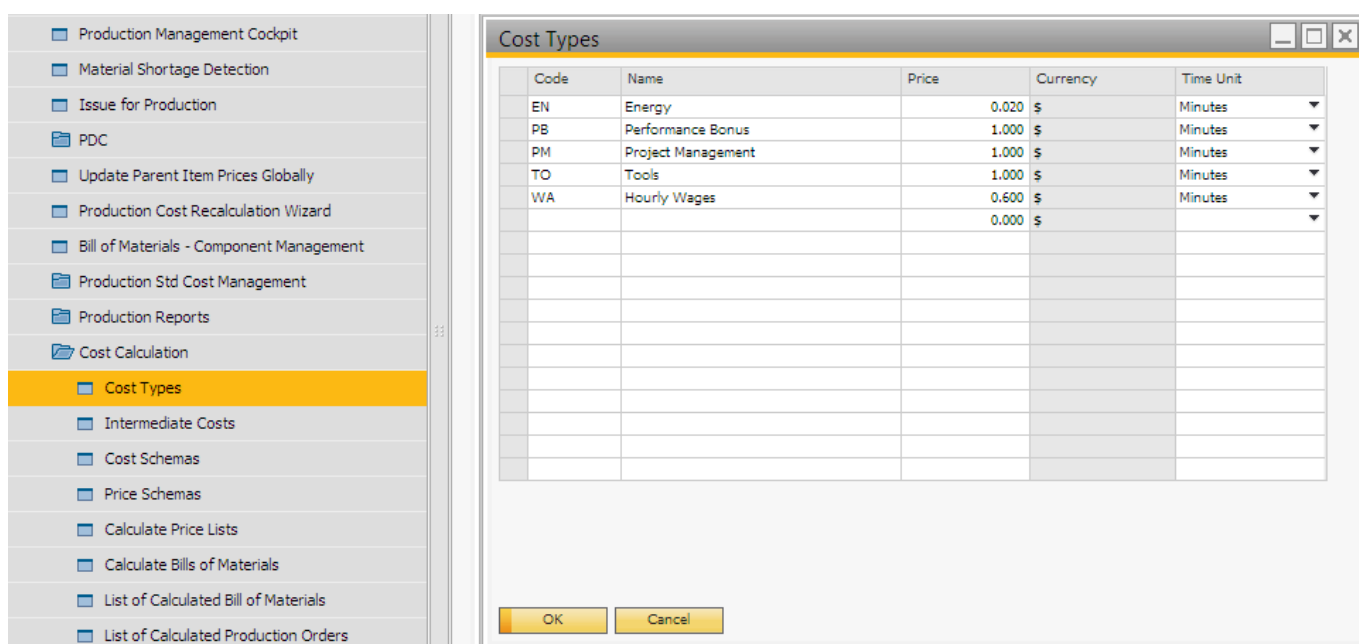 Production Management Cockpit
Material Shortage Detection
Issue for Production
PDC
Update Parent Item Prices Globally
Production Cost Recalculation Wizard
Bill of Materials - Component Management
Production Std Cost Management
Production Reports
Cost Calculation
Cost Types
Intermediate Costs
Cost Schemas
Price Schemas
Calculate Price Lists
Calculate Bills of Materials
List of Calculated Bill of Materials
List of Calculated Production Orders
Cost Types
Code Name Price Currency Time Unit
EN Energy 0.020 $ Minutes
PB Performance Bonus 1.000 $ Minutes
PM Project Management 1.000 $ Minutes
TO Tools 1.000 $ Minutes
WA Hourly Wages 0.600 $ Minutes
0.000 $
OK Cancel